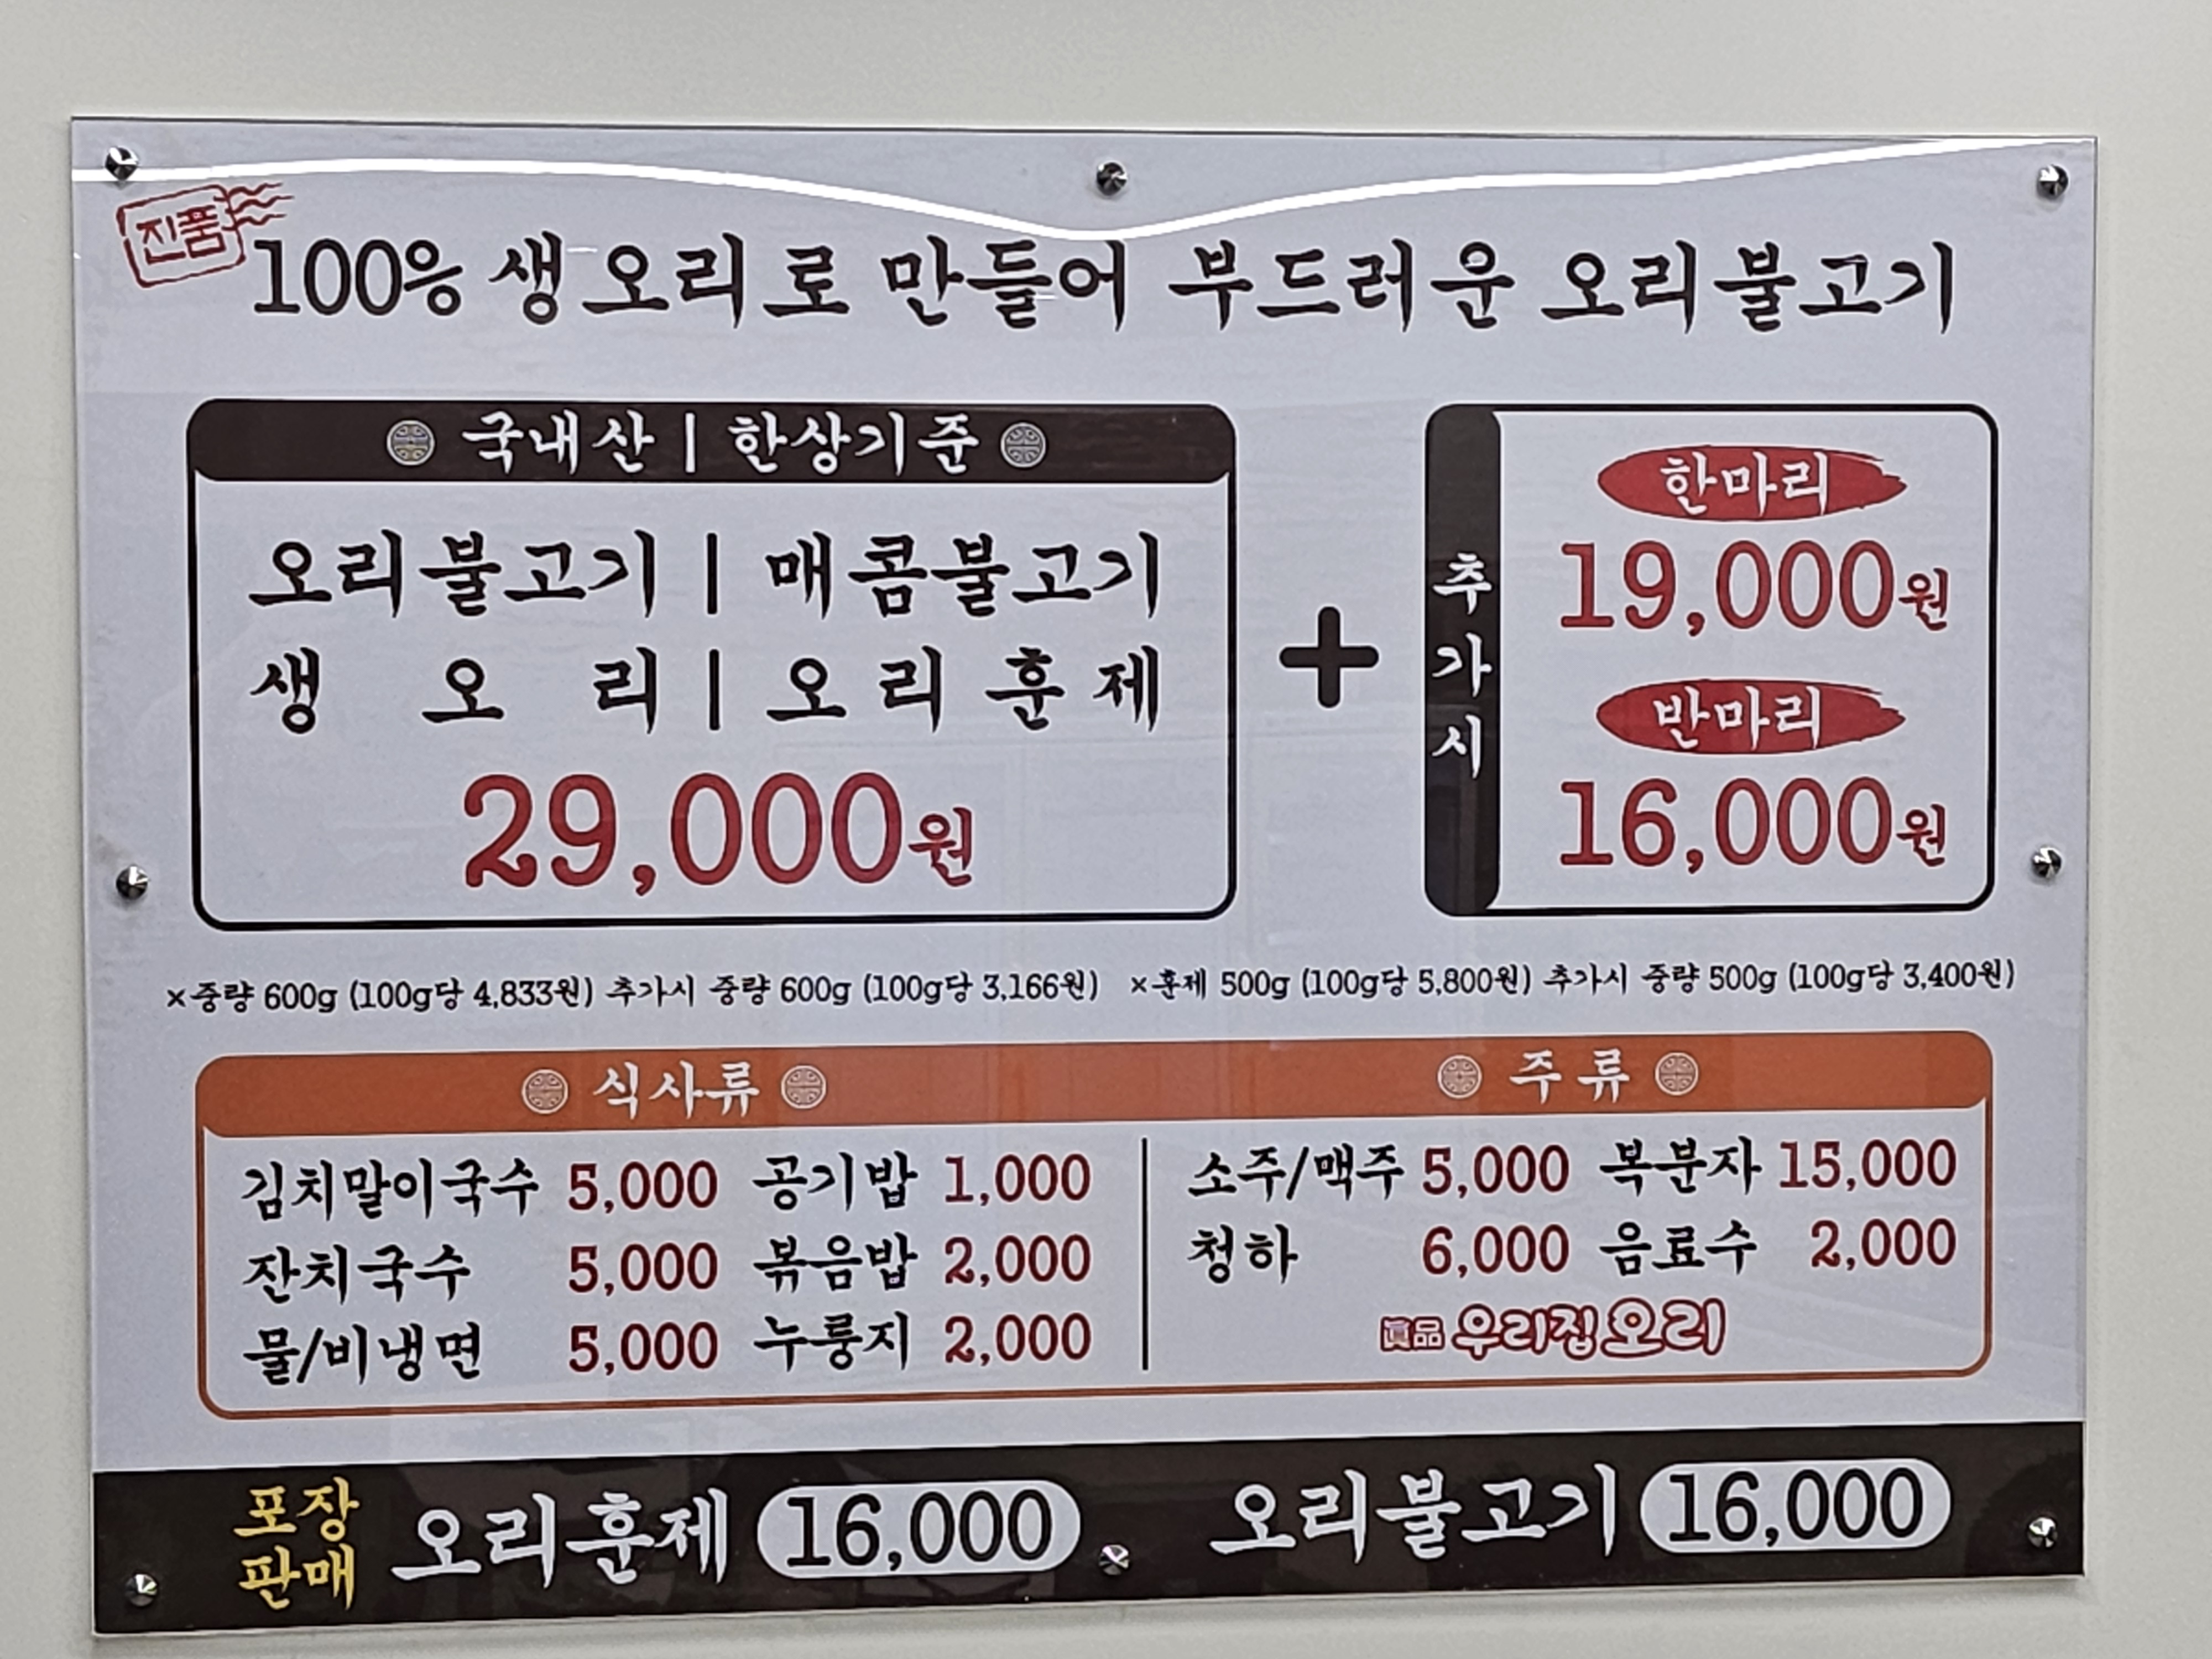 진품
100% 생오리로 만들어 부드러운 오리불고기
국내산 | 한상기준
오리불고기 | 매콤불고기
생 오 리 | 오 리 훈 제
29,000원
+
추가시
한마리
19,000원
반마리
16,000원
×중량 600g (100g당 4,833원) 추가시 중량 600g (100g당 3,166원) ×훈제 500g (100g당 5,800원) 추가시 중량 500g (100g당 3,400원)
식사류
김치말이국수 5,000 공기밥 1,000
잔치국수 5,000 볶음밥 2,000
물/비냉면 5,000 누룽지 2,000
주 류
소주/맥주 5,000 복분자 15,000
청하 6,000 음료수 2,000
眞品 우리집오리
포장
판매
오리훈제 16,000 오리불고기 16,000